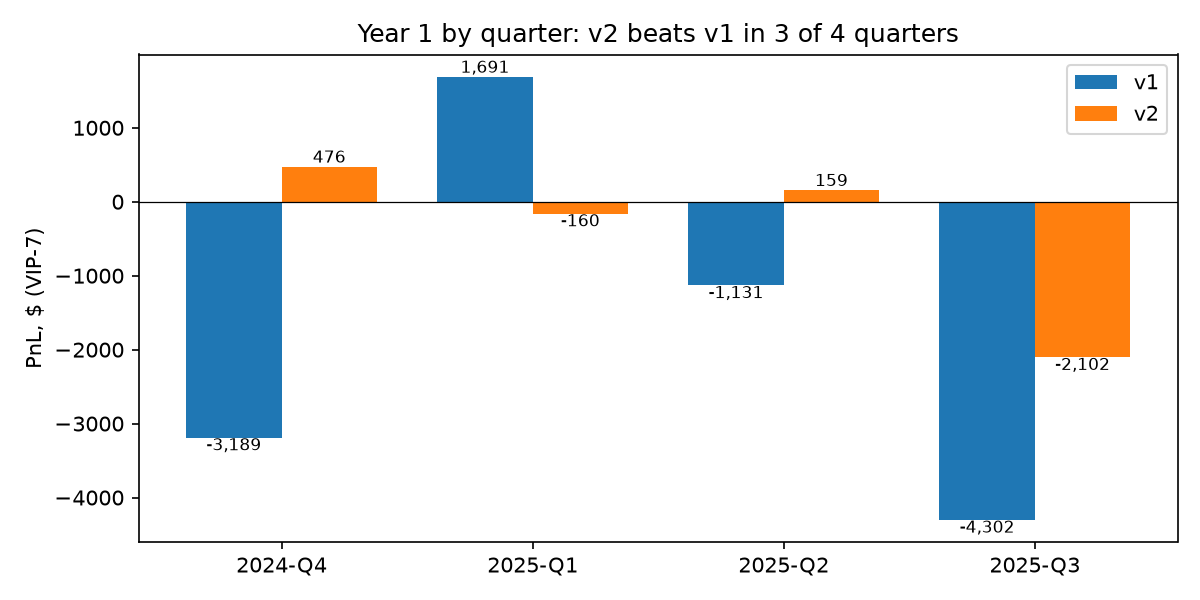 Year 1 by quarter: v2 beats v1 in 3 of 4 quarters
v1
v2
PnL, $ (VIP-7)
1000
0
−1000
−2000
−3000
−4000
-3,189
476
1,691
-160
-1,131
159
-4,302
-2,102
2024-Q4
2025-Q1
2025-Q2
2025-Q3